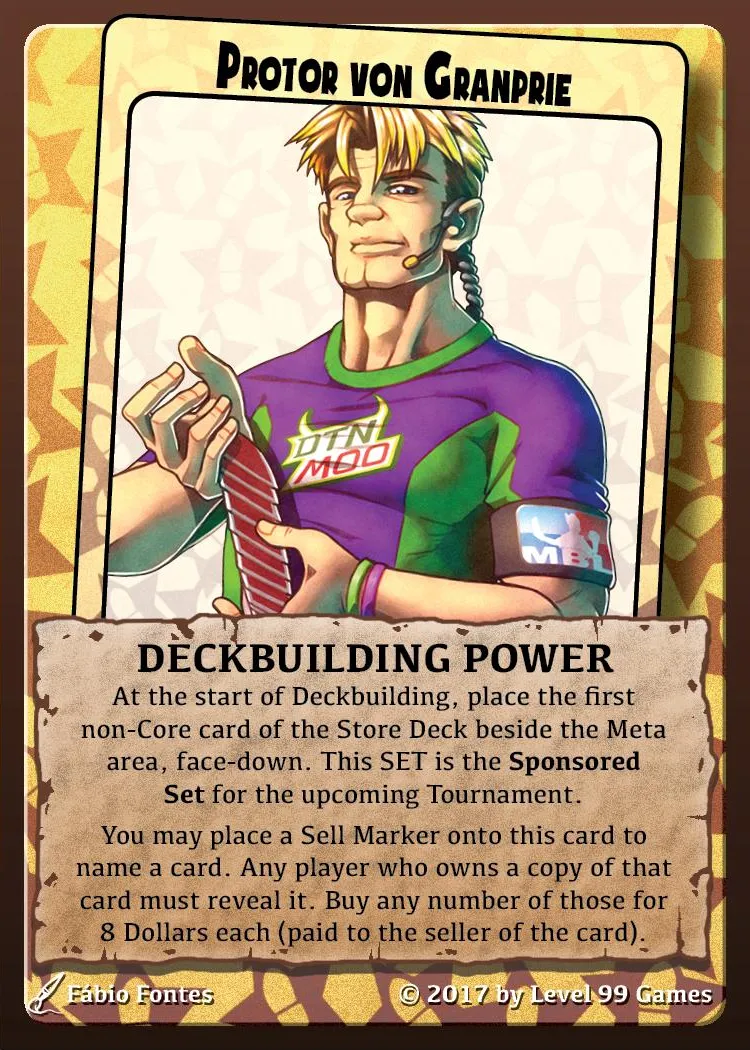 PROTOR VON GRANPRIE
DTN
MOD
MBL
DECKBUILDING POWER
At the start of Deckbuilding, place the first
non-Core card of the Store Deck beside the Meta
area, face-down. This SET is the Sponsored
Set for the upcoming Tournament.
You may place a Sell Marker onto this card to
name a card. Any player who owns a copy of that
card must reveal it. Buy any number of those for
8 Dollars each (paid to the seller of the card).
Fábio Fontes
© 2017 by Level 99 Games